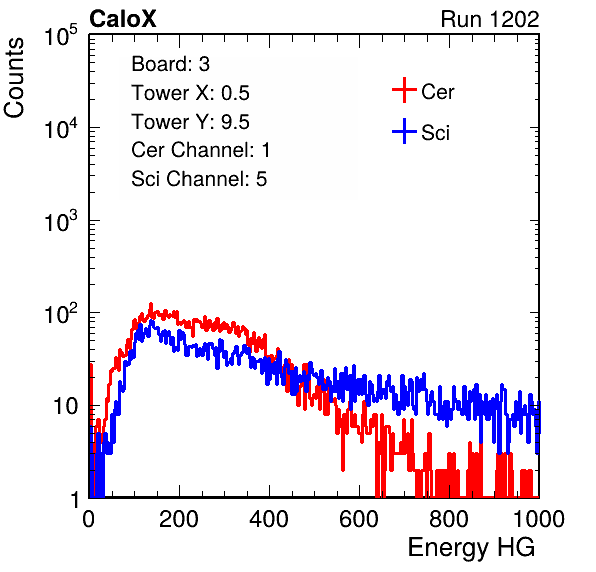 CaloX Run 1202
Counts
Board: 3
Tower X: 0.5
Tower Y: 9.5
Cer Channel: 1
Sci Channel: 5
Cer
Sci
10^5
10^4
10^3
10^2
10
1
0 200 400 600 800 1000
Energy HG